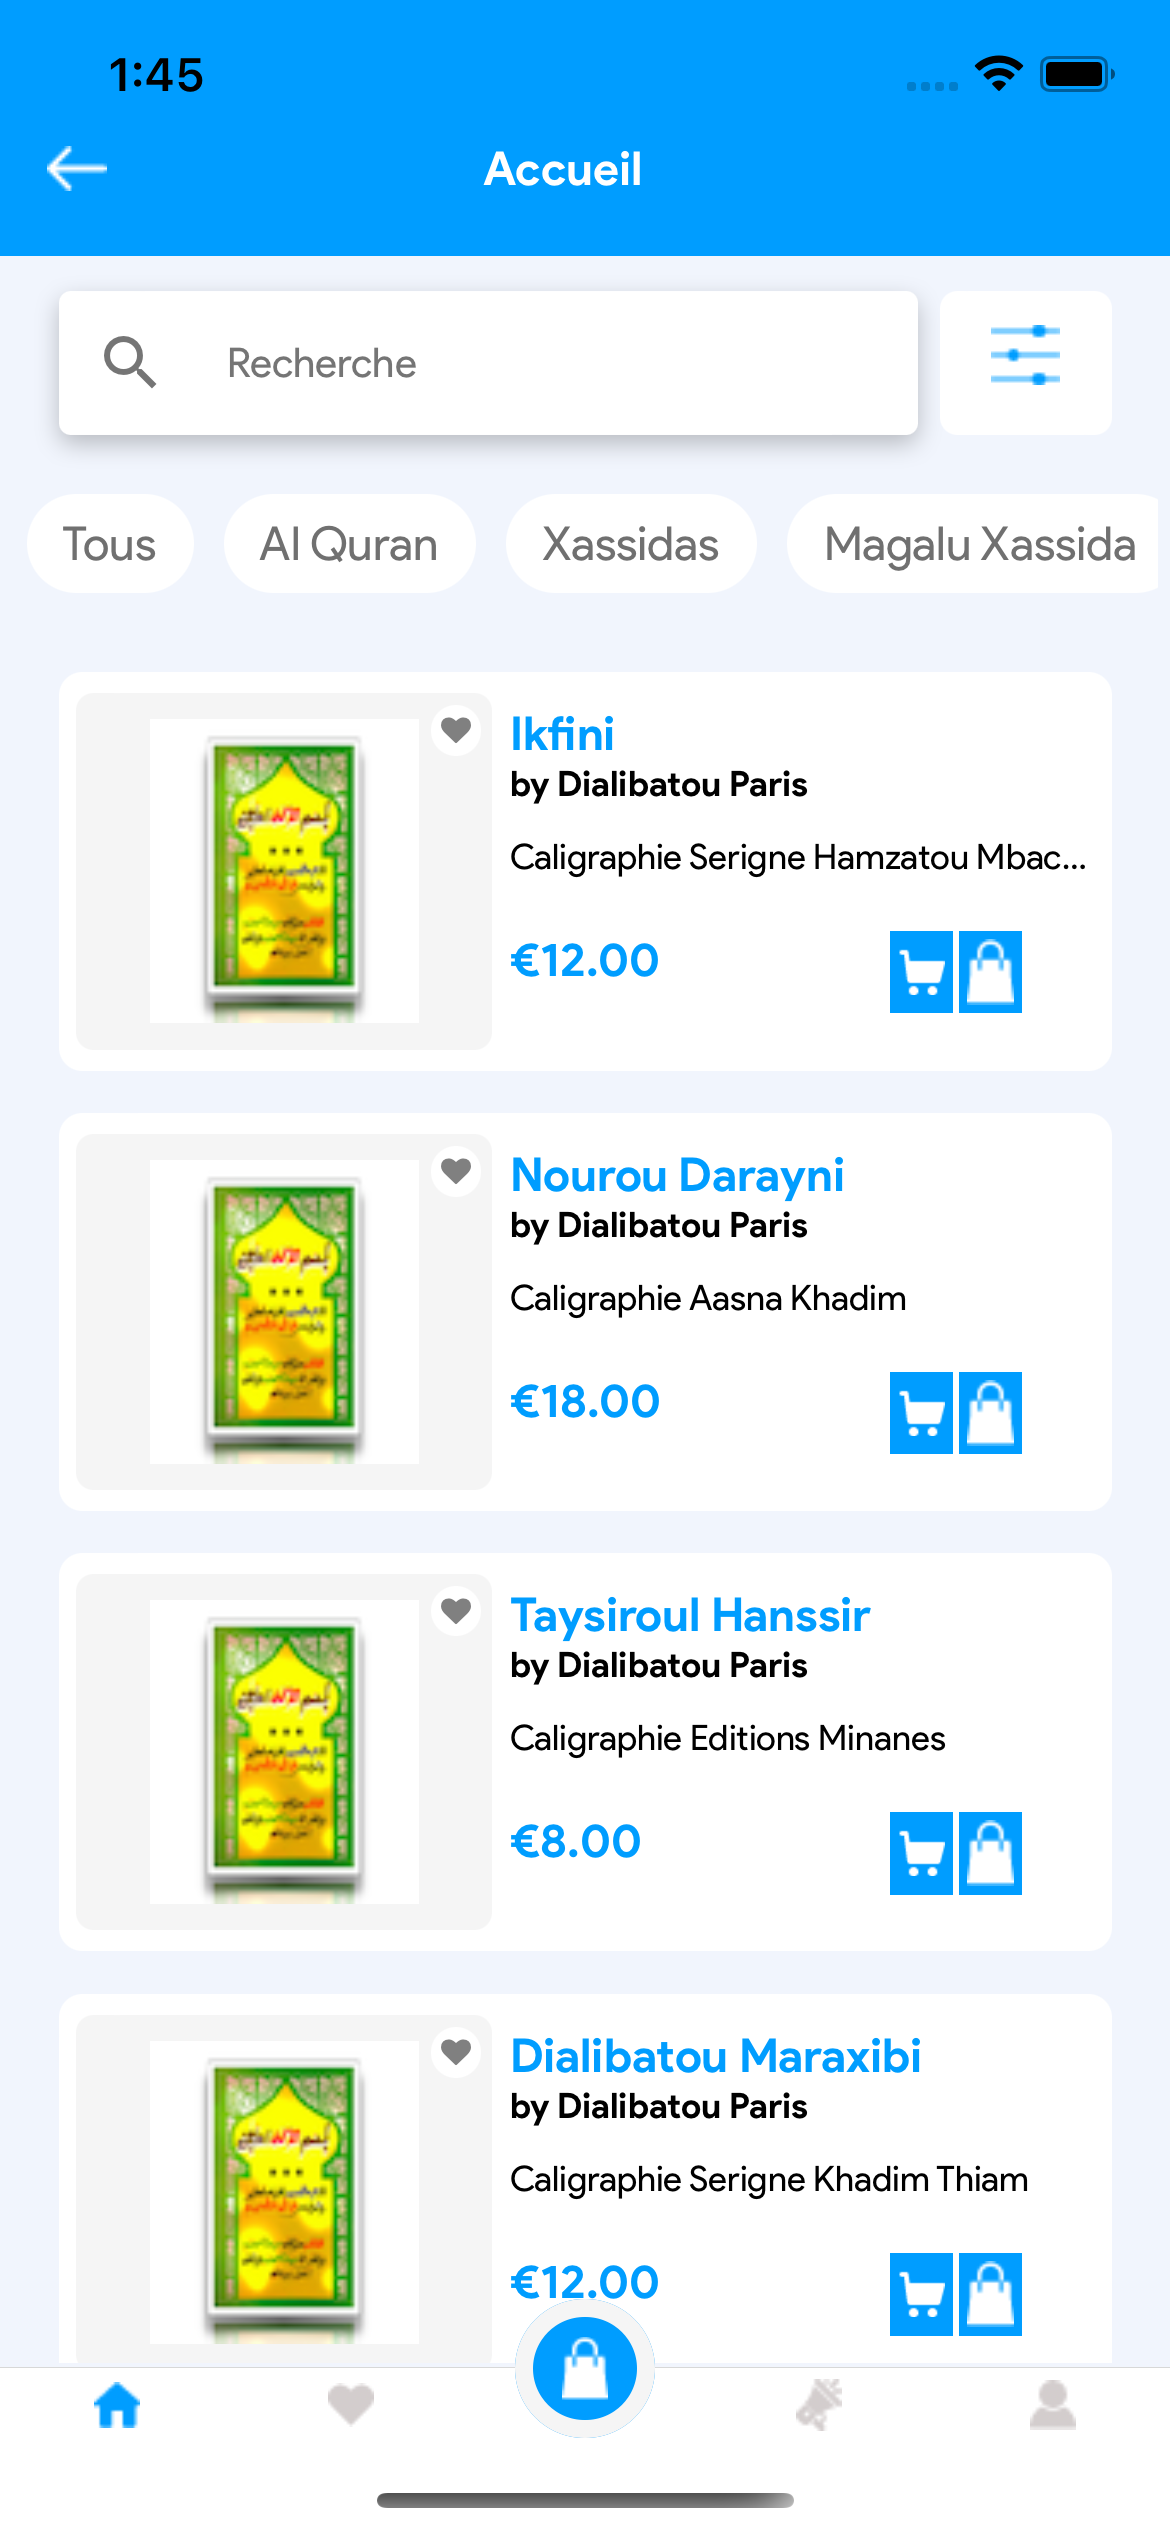 1:45
Accueil
Recherche
Tous
Al Quran
Xassidas
Magalu Xassida
Ikfini
by Dialibatou Paris
Caligraphie Serigne Hamzatou Mbac...
€12.00
Nourou Darayni
by Dialibatou Paris
Caligraphie Aasna Khadim
€18.00
Taysiroul Hanssir
by Dialibatou Paris
Caligraphie Editions Minanes
€8.00
Dialibatou Maraxibi
by Dialibatou Paris
Caligraphie Serigne Khadim Thiam
€12.00